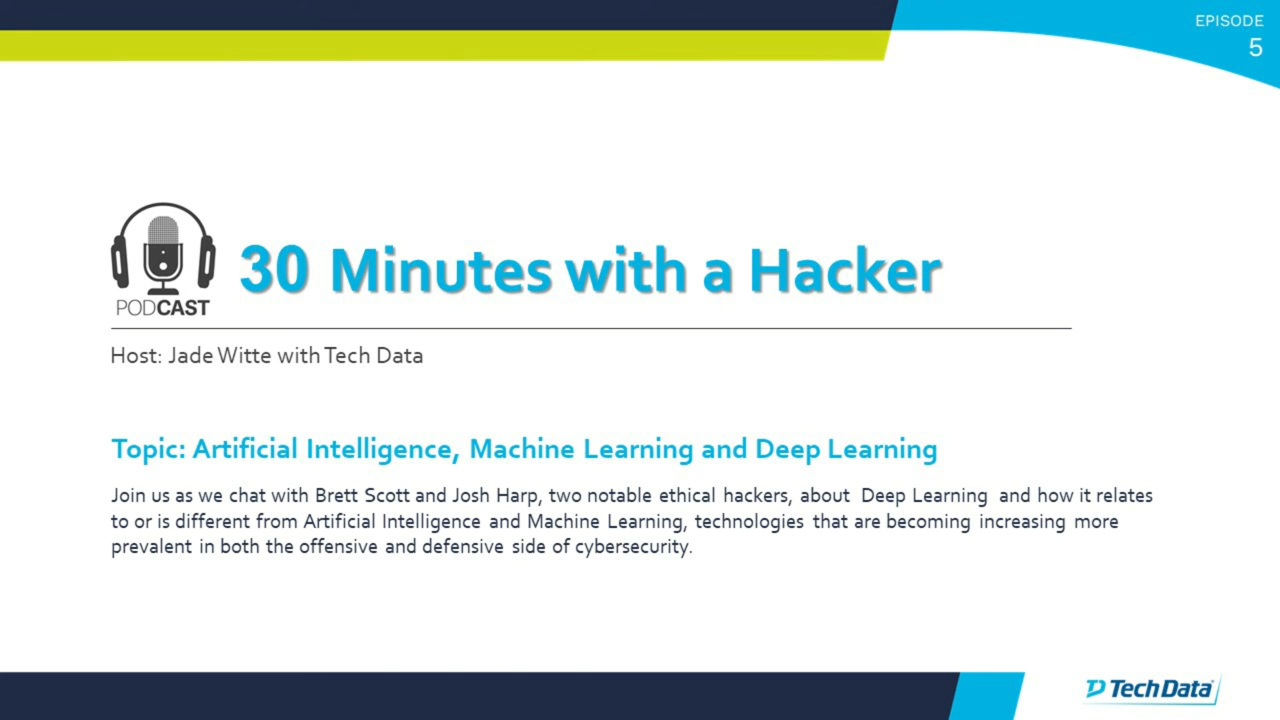 EPISODE
5
PODCAST
30 Minutes with a Hacker
Host: Jade Witte with Tech Data
Topic: Artificial Intelligence, Machine Learning and Deep Learning
Join us as we chat with Brett Scott and Josh Harp, two notable ethical hackers, about Deep Learning and how it relates
to or is different from Artificial Intelligence and Machine Learning, technologies that are becoming increasing more
prevalent in both the offensive and defensive side of cybersecurity.
Tech Data